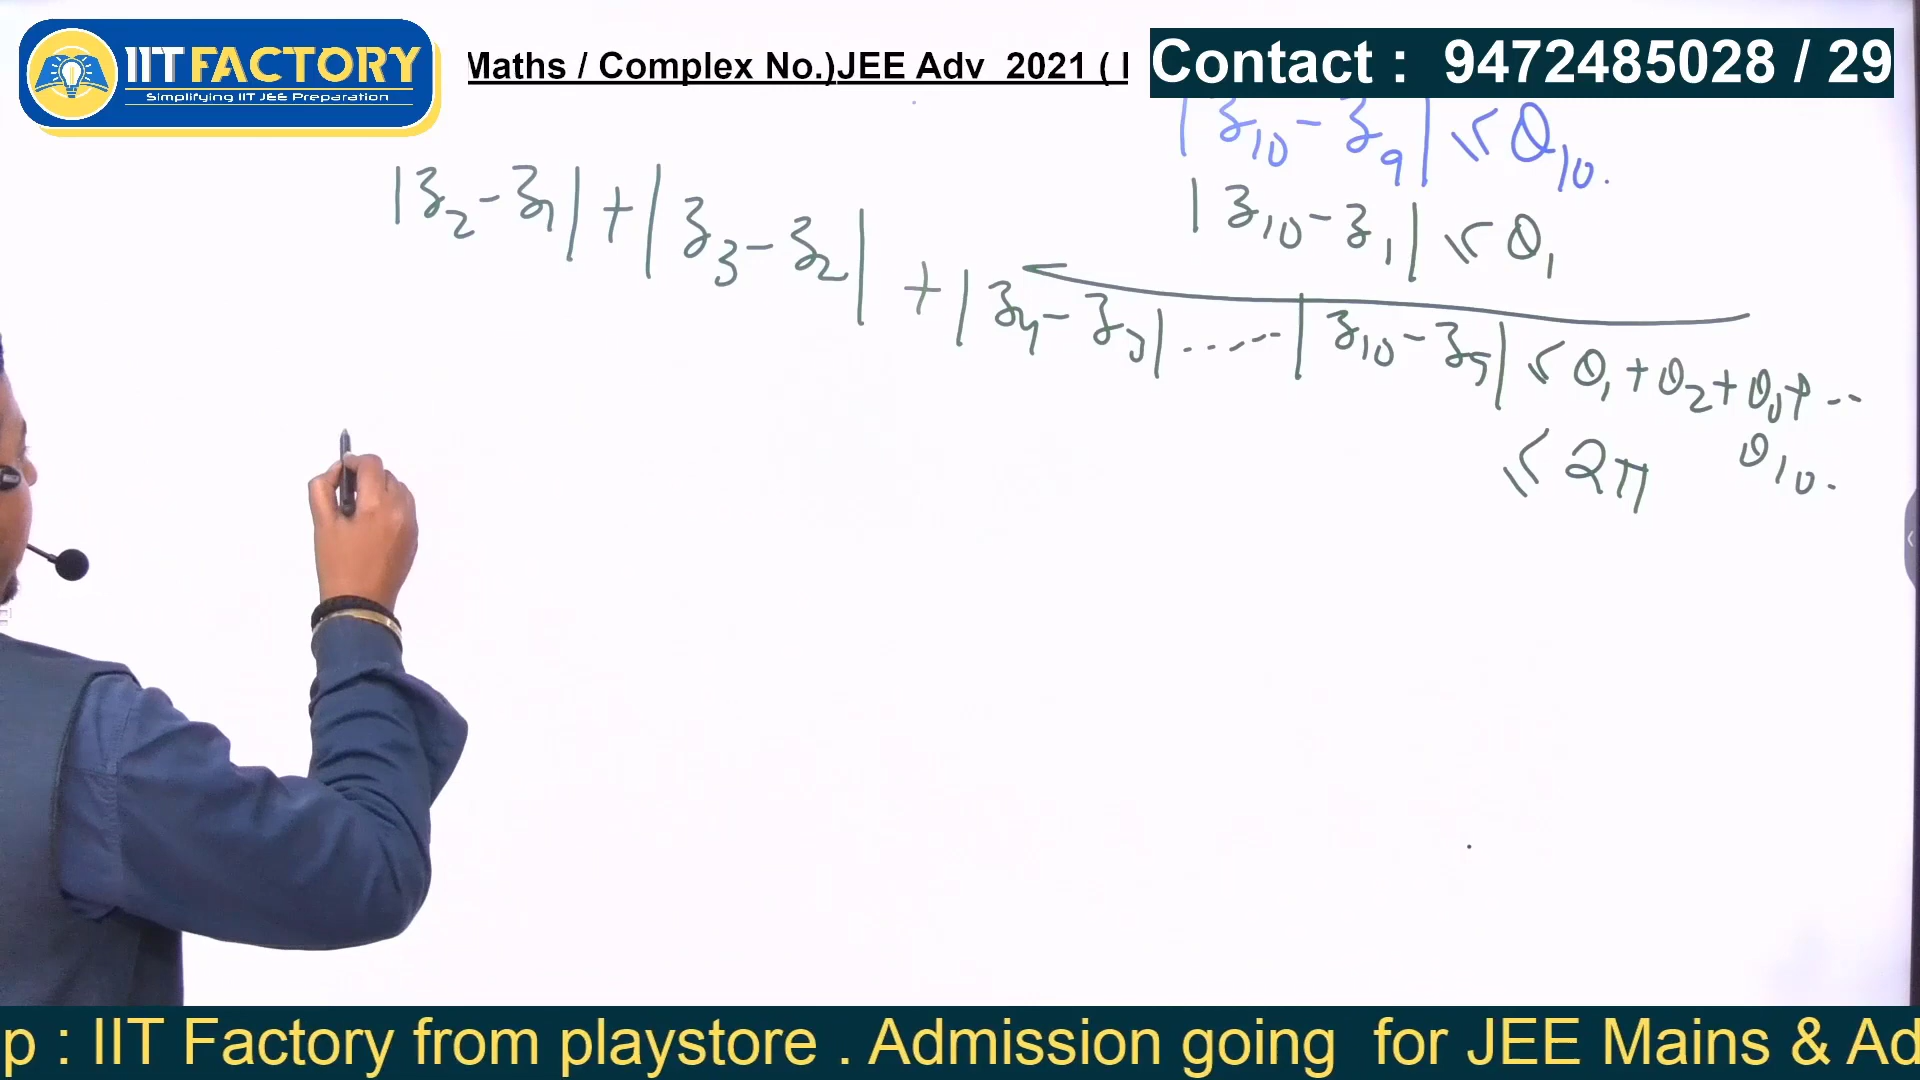 IIT FACTORY
Simplifying IIT JEE Preparation
Maths / Complex No.)JEE Adv 2021 (
Contact : 9472485028 / 29
|z₁₀ - z₉| ≤ θ₁₀.
|z₁₀ - z₁| ≤ θ₁
|z₂ - z₁| + |z₃ - z₂| + |z₄ - z₃| ......|z₁₀ - z₉| ≤ θ₁ + θ₂ + θ₃ + ..
θ₁₀.
≤ 2π
p : IIT Factory from playstore . Admission going for JEE Mains & Ad